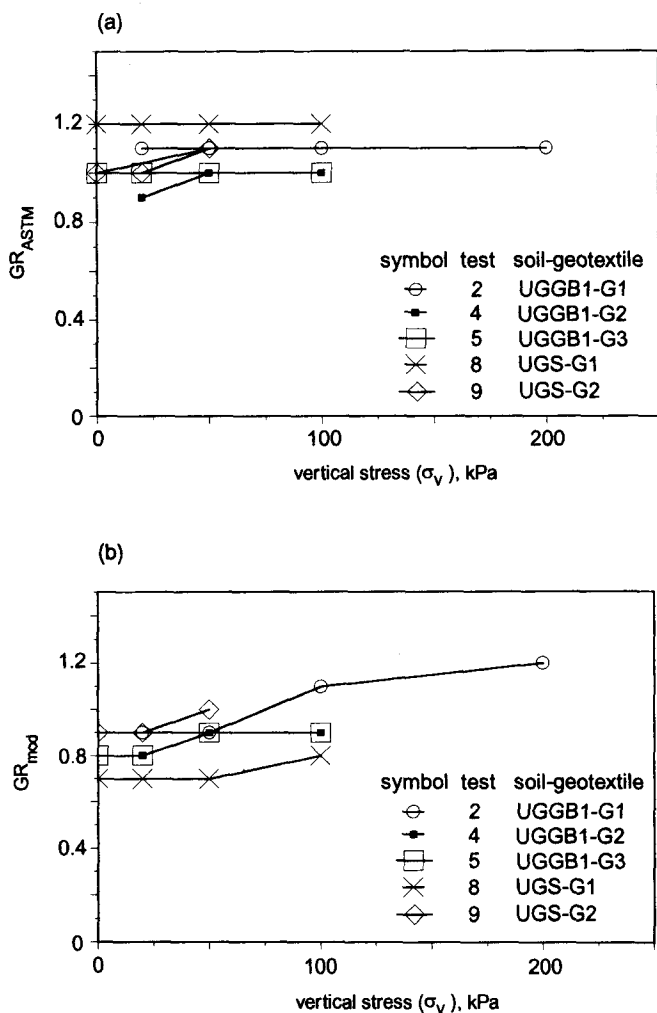 (a)
1.2
0.8
0.4
0
GR_ASTM
symbol test soil-geotextile
2 UGGB1-G1
4 UGGB1-G2
5 UGGB1-G3
8 UGS-G1
9 UGS-G2
0 100 200
vertical stress (σ_v), kPa
(b)
1.2
0.8
0.4
0
GR_mod
symbol test soil-geotextile
2 UGGB1-G1
4 UGGB1-G2
5 UGGB1-G3
8 UGS-G1
9 UGS-G2
0 100 200
vertical stress (σ_v), kPa